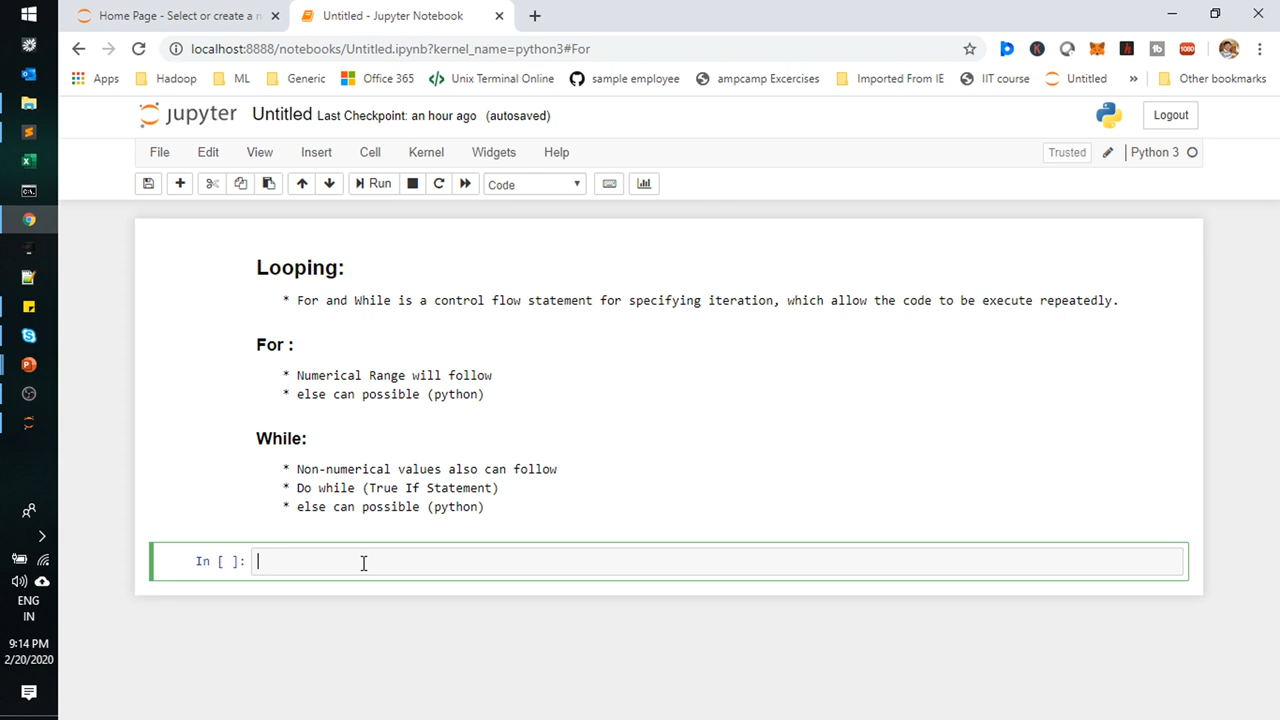 Home Page - Select or create a n
Untitled - Jupyter Notebook
localhost:8888/notebooks/Untitled.ipynb?kernel_name=python3#For
Apps Hadoop ML Generic Office 365 Unix Terminal Online sample employee ampcamp Excercises Imported From IE IIT course Untitled » Other bookmarks
jupyter Untitled Last Checkpoint: an hour ago (autosaved) Logout
File Edit View Insert Cell Kernel Widgets Help Trusted Python 3
Run Code
Looping:
* For and While is a control flow statement for specifying iteration, which allow the code to be execute repeatedly.
For :
* Numerical Range will follow
* else can possible (python)
While:
* Non-numerical values also can follow
* Do while (True If Statement)
* else can possible (python)
In [ ]:
ENG
IN
9:14 PM
2/20/2020